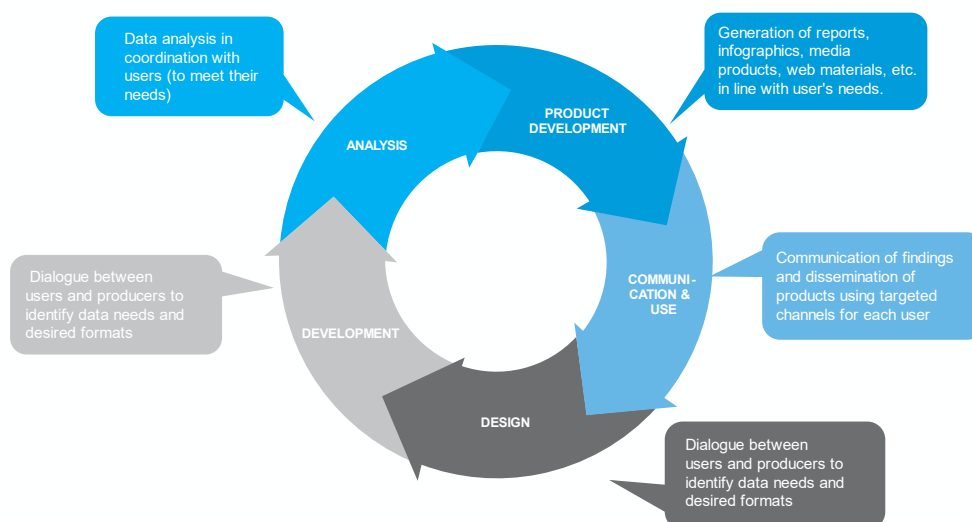 Data analysis in
coordination with
users (to meet their
needs)
Generation of reports,
infographics, media
products, web materials, etc.
in line with user's needs.
PRODUCT
DEVELOPMENT
ANALYSIS
Communication of findings
and dissemination of
products using targeted
channels for each user
COMMUNI-
CATION &
USE
Dialogue between
users and producers to
identify data needs and
desired formats
DEVELOPMENT
DESIGN
Dialogue between
users and producers to
identify data needs and
desired formats